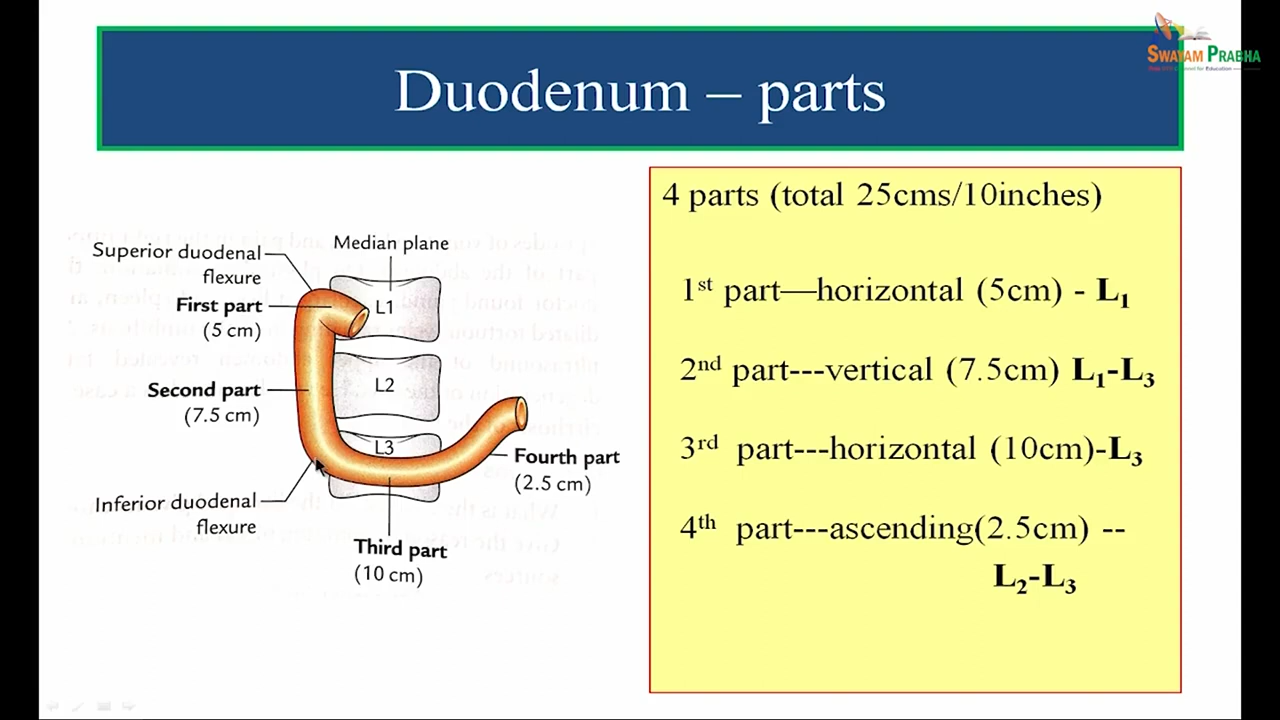 SWAYAM PRABHA
Duodenum – parts
Superior duodenal
flexure
First part
(5 cm)
Second part
(7.5 cm)
Inferior duodenal
flexure
Median plane
L1
L2
L3
Fourth part
(2.5 cm)
Third part
(10 cm)
4 parts (total 25cms/10inches)
1st part—horizontal (5cm) - L1
2nd part---vertical (7.5cm) L1-L3
3rd part---horizontal (10cm)-L3
4th part---ascending(2.5cm) --
L2-L3